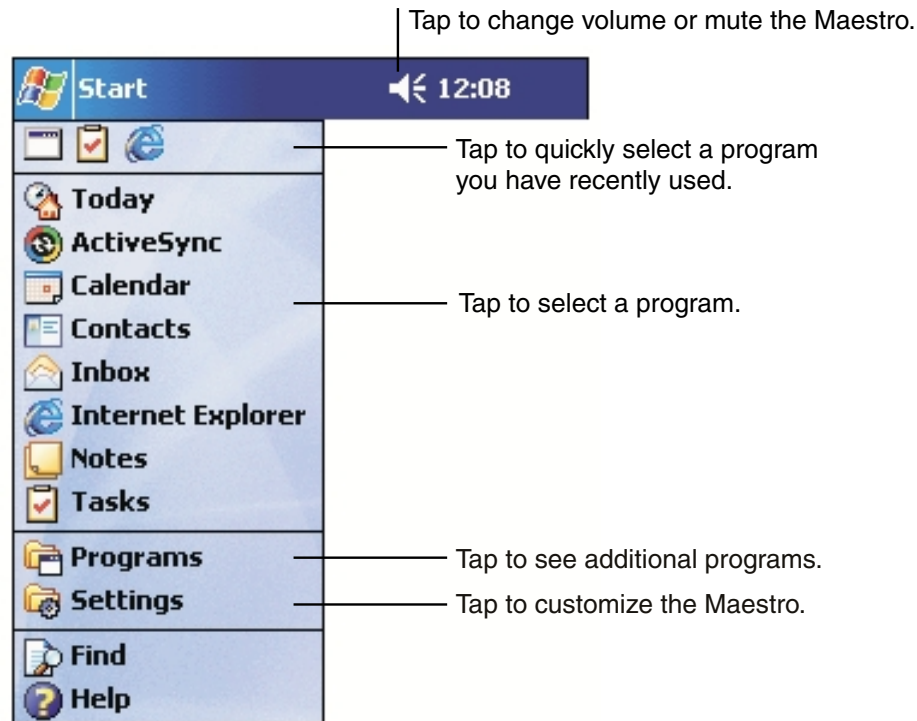 Tap to change volume or mute the Maestro.
Start 12:08
Tap to quickly select a program
you have recently used.
Today
ActiveSync
Calendar
Tap to select a program.
Contacts
Inbox
Internet Explorer
Notes
Tasks
Programs
Tap to see additional programs.
Settings
Tap to customize the Maestro.
Find
Help